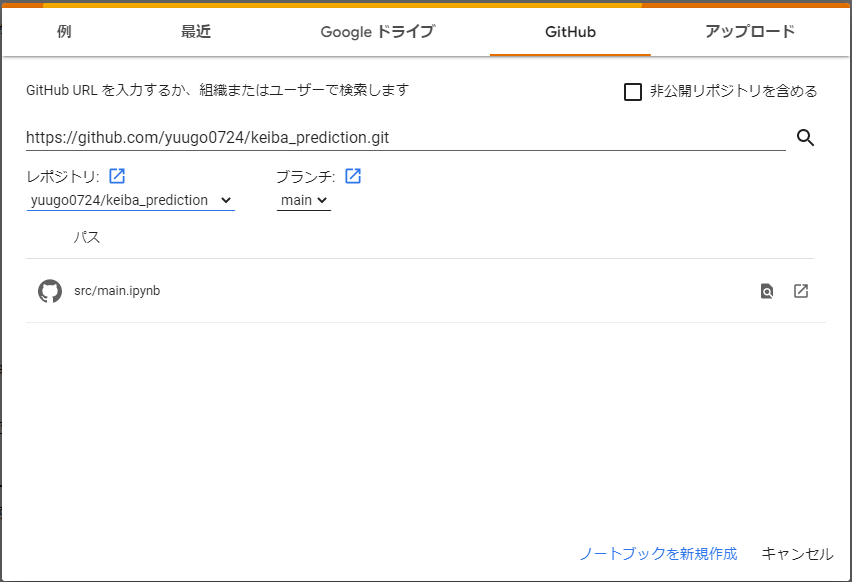 例 最近 Google ドライブ GitHub アップロード
GitHub URL を入力するか、組織またはユーザーで検索します 非公開リポジトリを含める
https://github.com/yuugo0724/keiba_prediction.git
レポジトリ: ブランチ:
yuugo0724/keiba_prediction main
パス
src/main.ipynb
ノートブックを新規作成 キャンセル